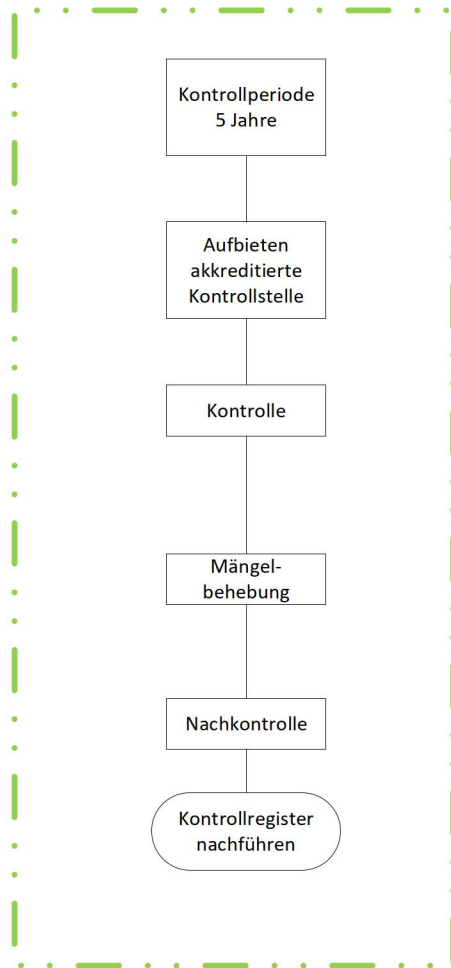 Kontrollperiode
5 Jahre
Aufbieten
akkreditierte
Kontrollstelle
Kontrolle
Mängel-
behebung
Nachkontrolle
Kontrollregister
nachführen